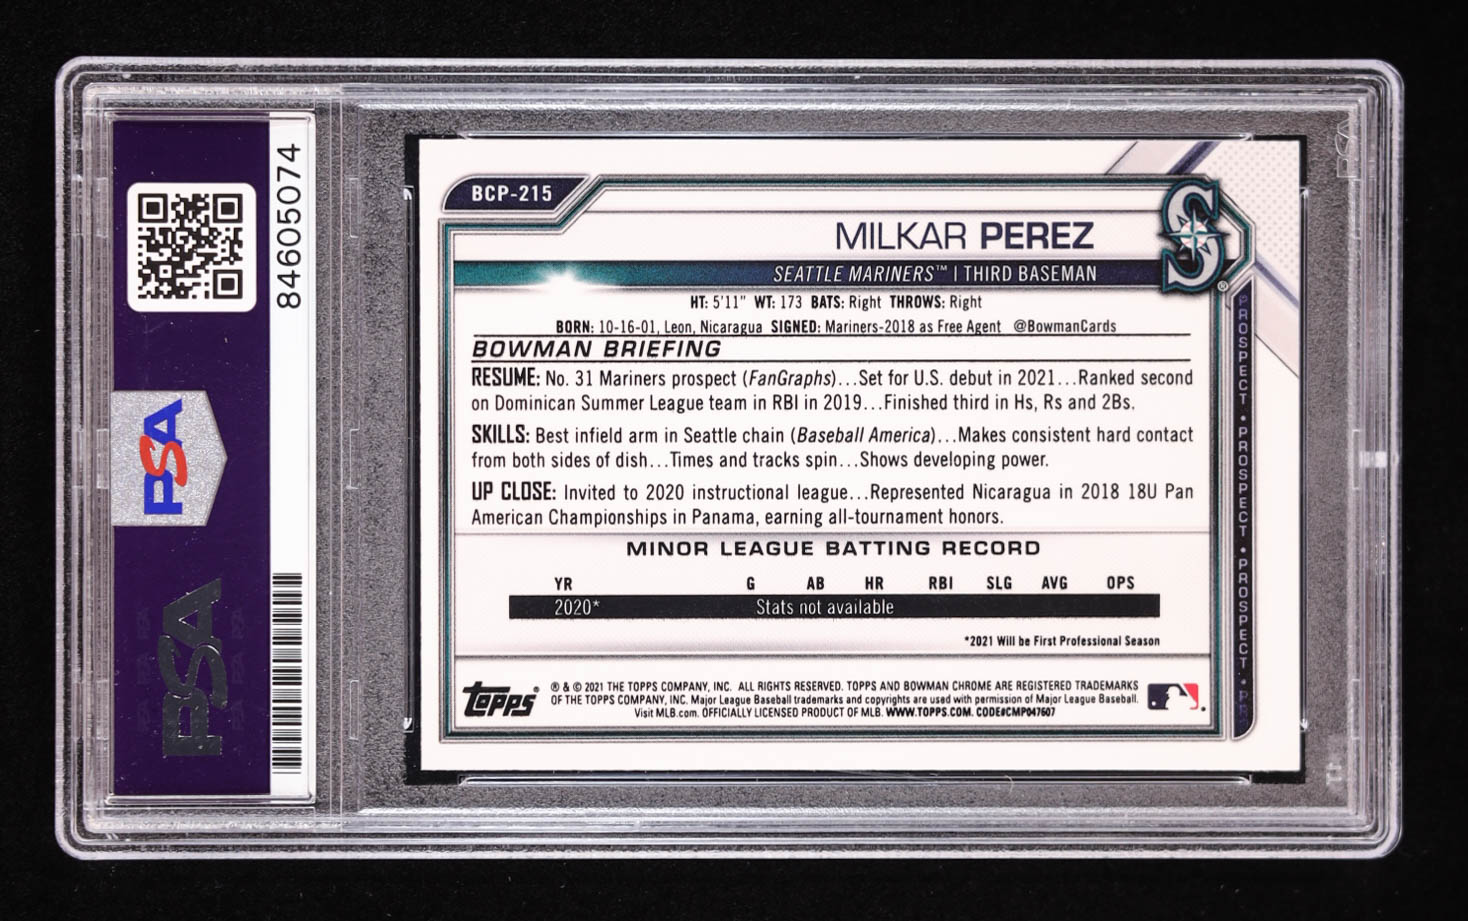 84605074
PSA
PSA
BCP-215
MILKAR PEREZ
SEATTLE MARINERS™ | THIRD BASEMAN
HT: 5'11" WT: 173 BATS: Right THROWS: Right
BORN: 10-16-01, Leon, Nicaragua SIGNED: Mariners-2018 as Free Agent @BowmanCards
BOWMAN BRIEFING
RESUME: No. 31 Mariners prospect (FanGraphs)...Set for U.S. debut in 2021...Ranked second
on Dominican Summer League team in RBI in 2019...Finished third in Hs, Rs and 2Bs.
SKILLS: Best infield arm in Seattle chain (Baseball America)...Makes consistent hard contact
from both sides of dish...Times and tracks spin...Shows developing power.
UP CLOSE: Invited to 2020 instructional league...Represented Nicaragua in 2018 18U Pan
American Championships in Panama, earning all-tournament honors.
MINOR LEAGUE BATTING RECORD
YR G AB HR RBI SLG AVG OPS
2020* Stats not available
*2021 Will be First Professional Season
topps®
® & © 2021 THE TOPPS COMPANY, INC. ALL RIGHTS RESERVED. TOPPS AND BOWMAN CHROME ARE REGISTERED TRADEMARKS
OF THE TOPPS COMPANY, INC. Major League Baseball trademarks and copyrights are used with permission of Major League Baseball.
Visit MLB.com. OFFICIALLY LICENSED PRODUCT OF MLB. WWW.TOPPS.COM. CODE#CMP047607
S®
PROSPECT • PROSPECT • PROSPECT •